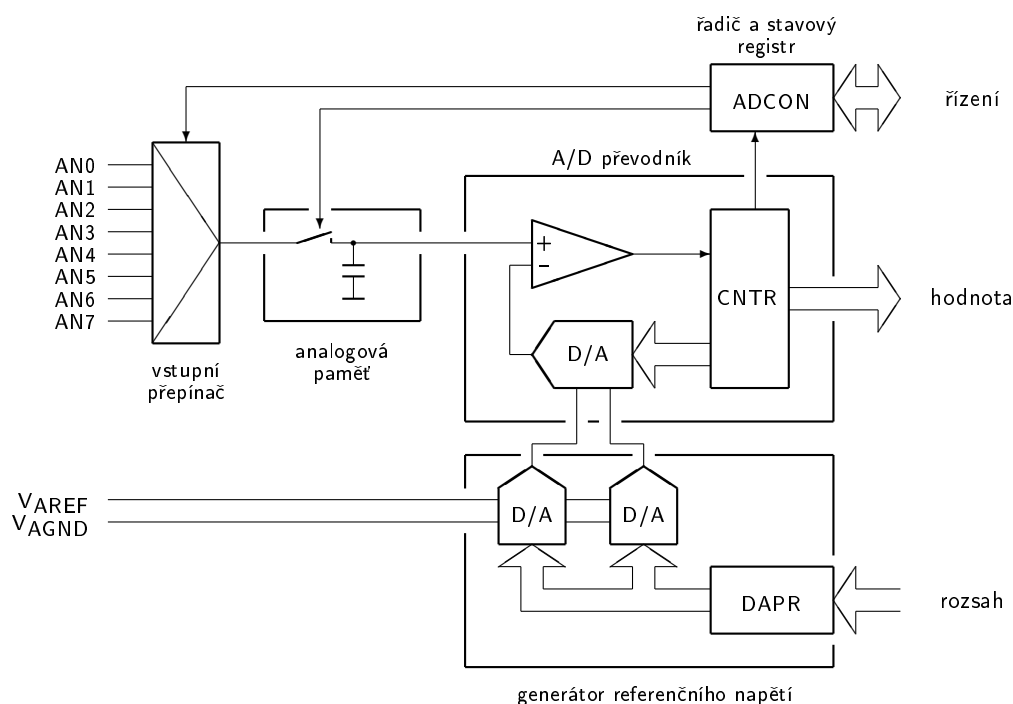 řadič a stavový
registr
ADCON
řízení
A/D převodník
AN0
AN1
AN2
AN3
AN4
AN5
AN6
AN7
+
−
CNTR
hodnota
D/A
analogová
paměť
vstupní
přepínač
VAREF
VAGND
D/A
D/A
DAPR
rozsah
generátor referenčního napětí